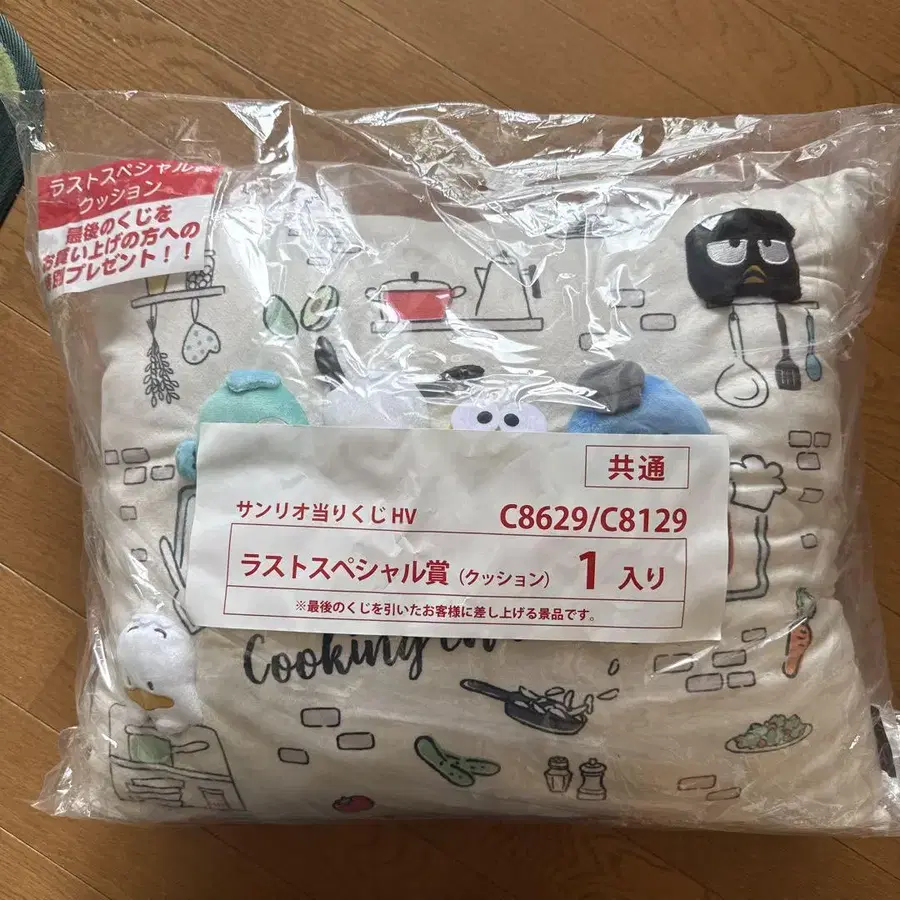 ラストスペシャル
クッション
最後のくじを
お買い上げの方への
プレゼント！！
共通
サンリオ当りくじ HV C8629/C8129
ラストスペシャル賞（クッション） 1 入り
※最後のくじを引いたお客様に差し上げる景品です。
Cooking